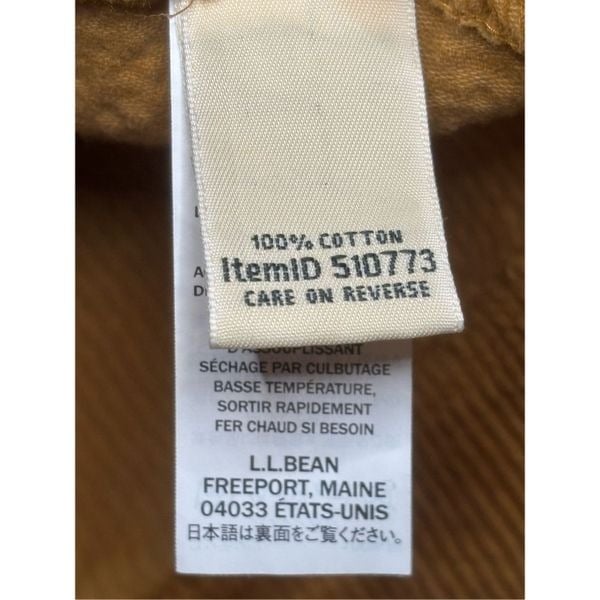 100% COTTON
ItemID 510773
CARE ON REVERSE
D'ASSOUPLISSANT
SÉCHAGE PAR CULBUTAGE
BASSE TEMPÉRATURE,
SORTIR RAPIDEMENT
FER CHAUD SI BESOIN
L.L.BEAN
FREEPORT, MAINE
04033 ÉTATS-UNIS
日本語は裏面をご覧ください。